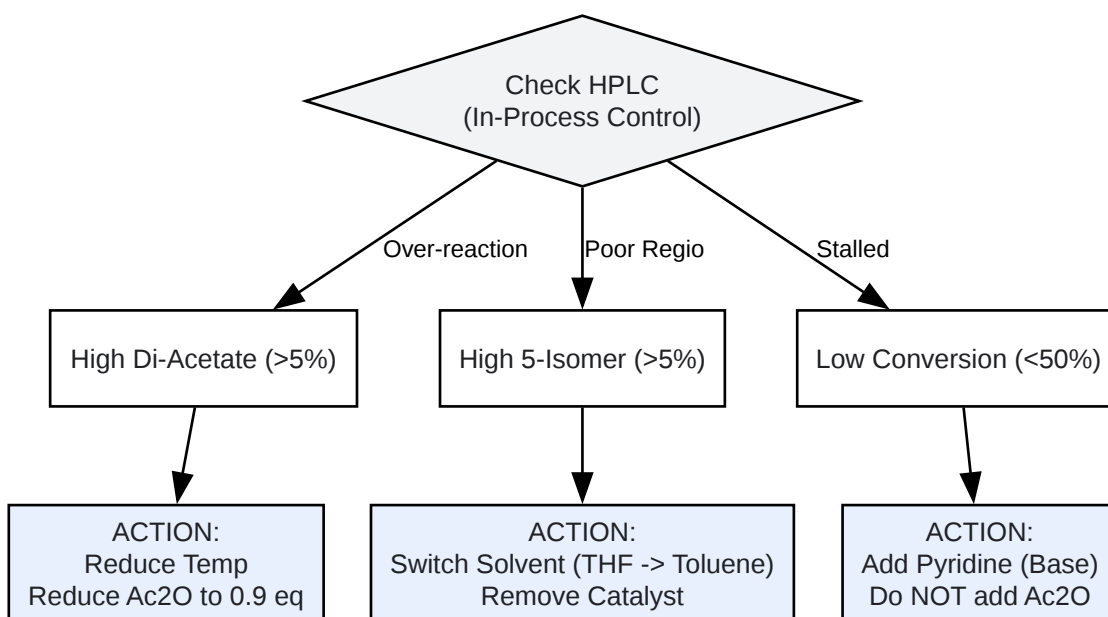 Check HPLC
(In-Process Control)
Over-reaction
Poor Regio
Stalled
High Di-Acetate (>5%)
High 5-Isomer (>5%)
Low Conversion (<50%)
ACTION:
Reduce Temp
Reduce Ac2O to 0.9 eq
ACTION:
Switch Solvent (THF -> Toluene)
Remove Catalyst
ACTION:
Add Pyridine (Base)
Do NOT add Ac2O